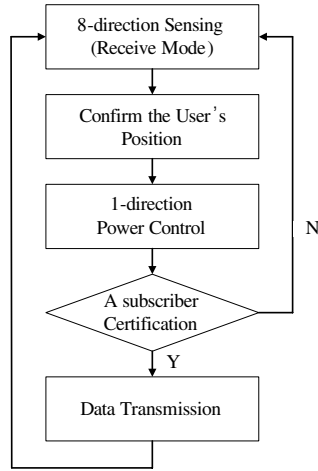 8-direction Sensing
(Receive Mode)
Confirm the User's
Position
1-direction
Power Control
N
A subscriber
Certification
Y
Data Transmission